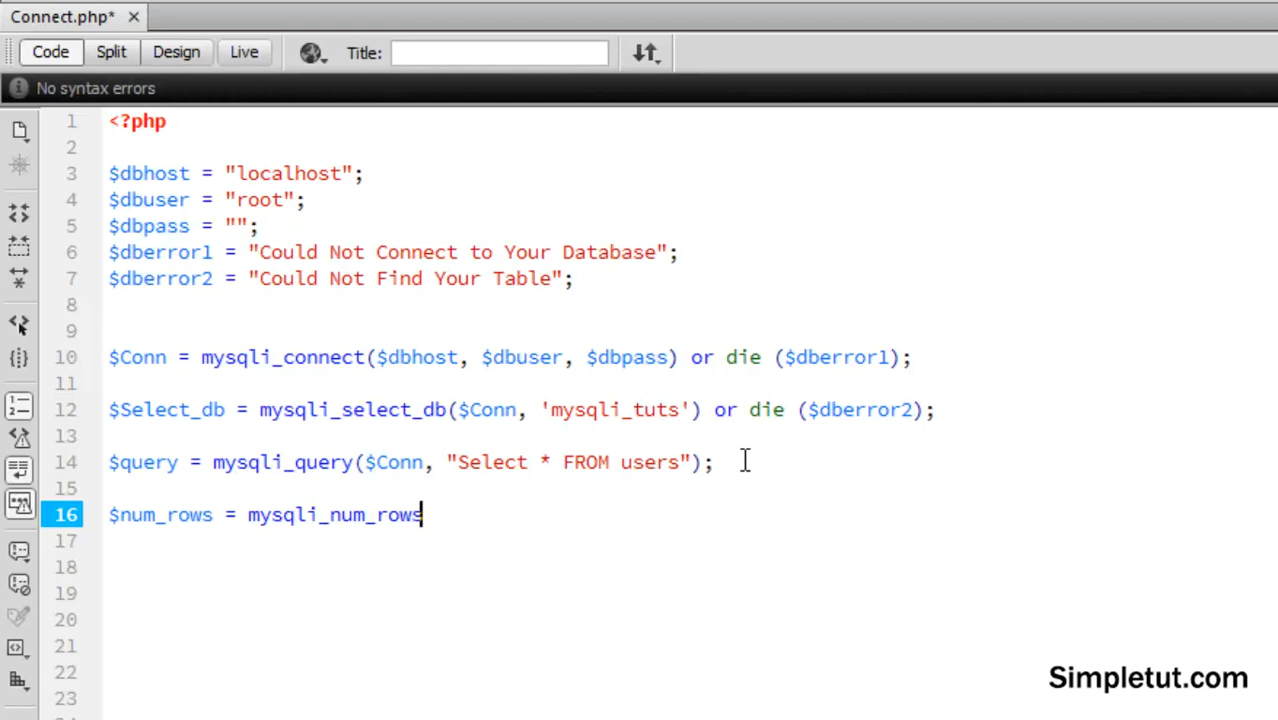 Connect.php*
Code Split Design Live Title:
No syntax errors
1 <?php
2
3 $dbhost = "localhost";
4 $dbuser = "root";
5 $dbpass = "";
6 $dberror1 = "Could Not Connect to Your Database";
7 $dberror2 = "Could Not Find Your Table";
8
9
10 $Conn = mysqli_connect($dbhost, $dbuser, $dbpass) or die ($dberror1);
11
12 $Select_db = mysqli_select_db($Conn, 'mysqli_tuts') or die ($dberror2);
13
14 $query = mysqli_query($Conn, "Select * FROM users");
15
16 $num_rows = mysqli_num_rows
17
18
19
20
21
22
23
Simpletut.com